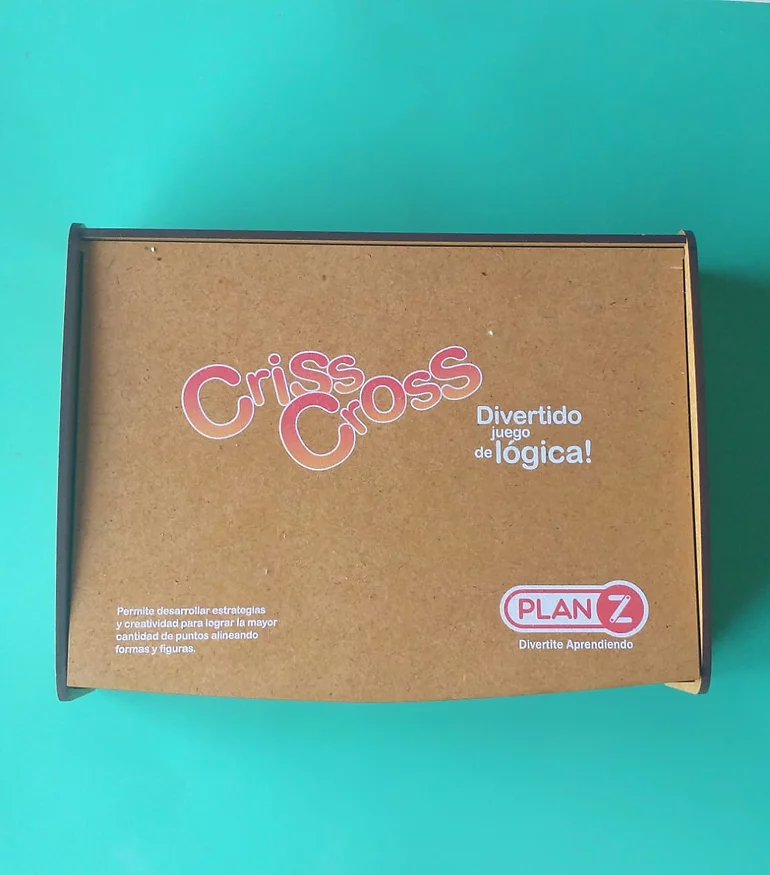 Criss
Cross
Divertido
juego
de lógica!
Permite desarrollar estrategias
y creatividad para lograr la mayor
cantidad de puntos alineando
formas y figuras.
PLAN Z
Divertite Aprendiendo